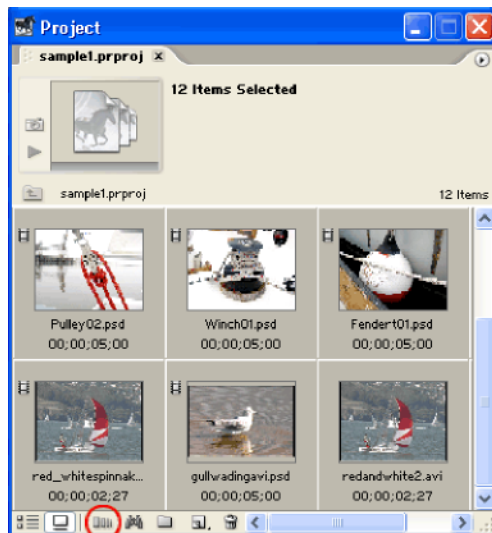 Project
sample1.prproj
12 Items Selected
sample1.prproj
12 Items
Pulley02.psd
00;00;05;00
Winch01.psd
00;00;05;00
Fendert01.psd
00;00;05;00
red_whitespinnak...
00;00;02;27
gullwadingavi.psd
00;00;05;00
redandwhite2.avi
00;00;02;27